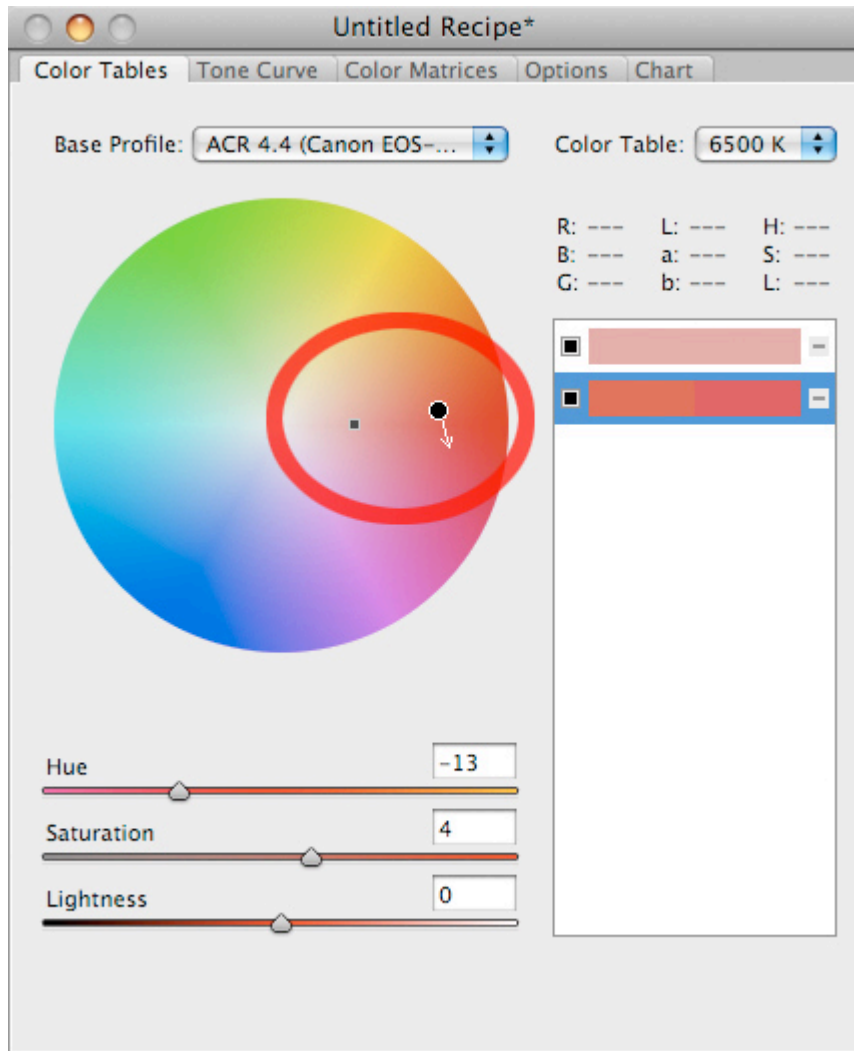 Untitled Recipe*
Color Tables Tone Curve Color Matrices Options Chart
Base Profile: ACR 4.4 (Canon EOS-... Color Table: 6500 K
R: --- L: --- H: ---
B: --- a: --- S: ---
G: --- b: --- L: ---
Hue -13
Saturation 4
Lightness 0